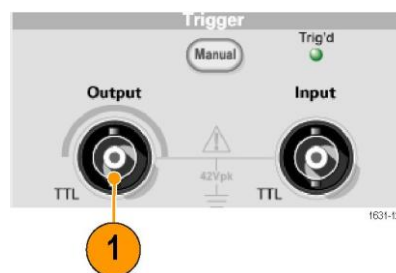 Trigger
Manual
Trig'd
Output
Input
42Vpk
TTL
TTL
1